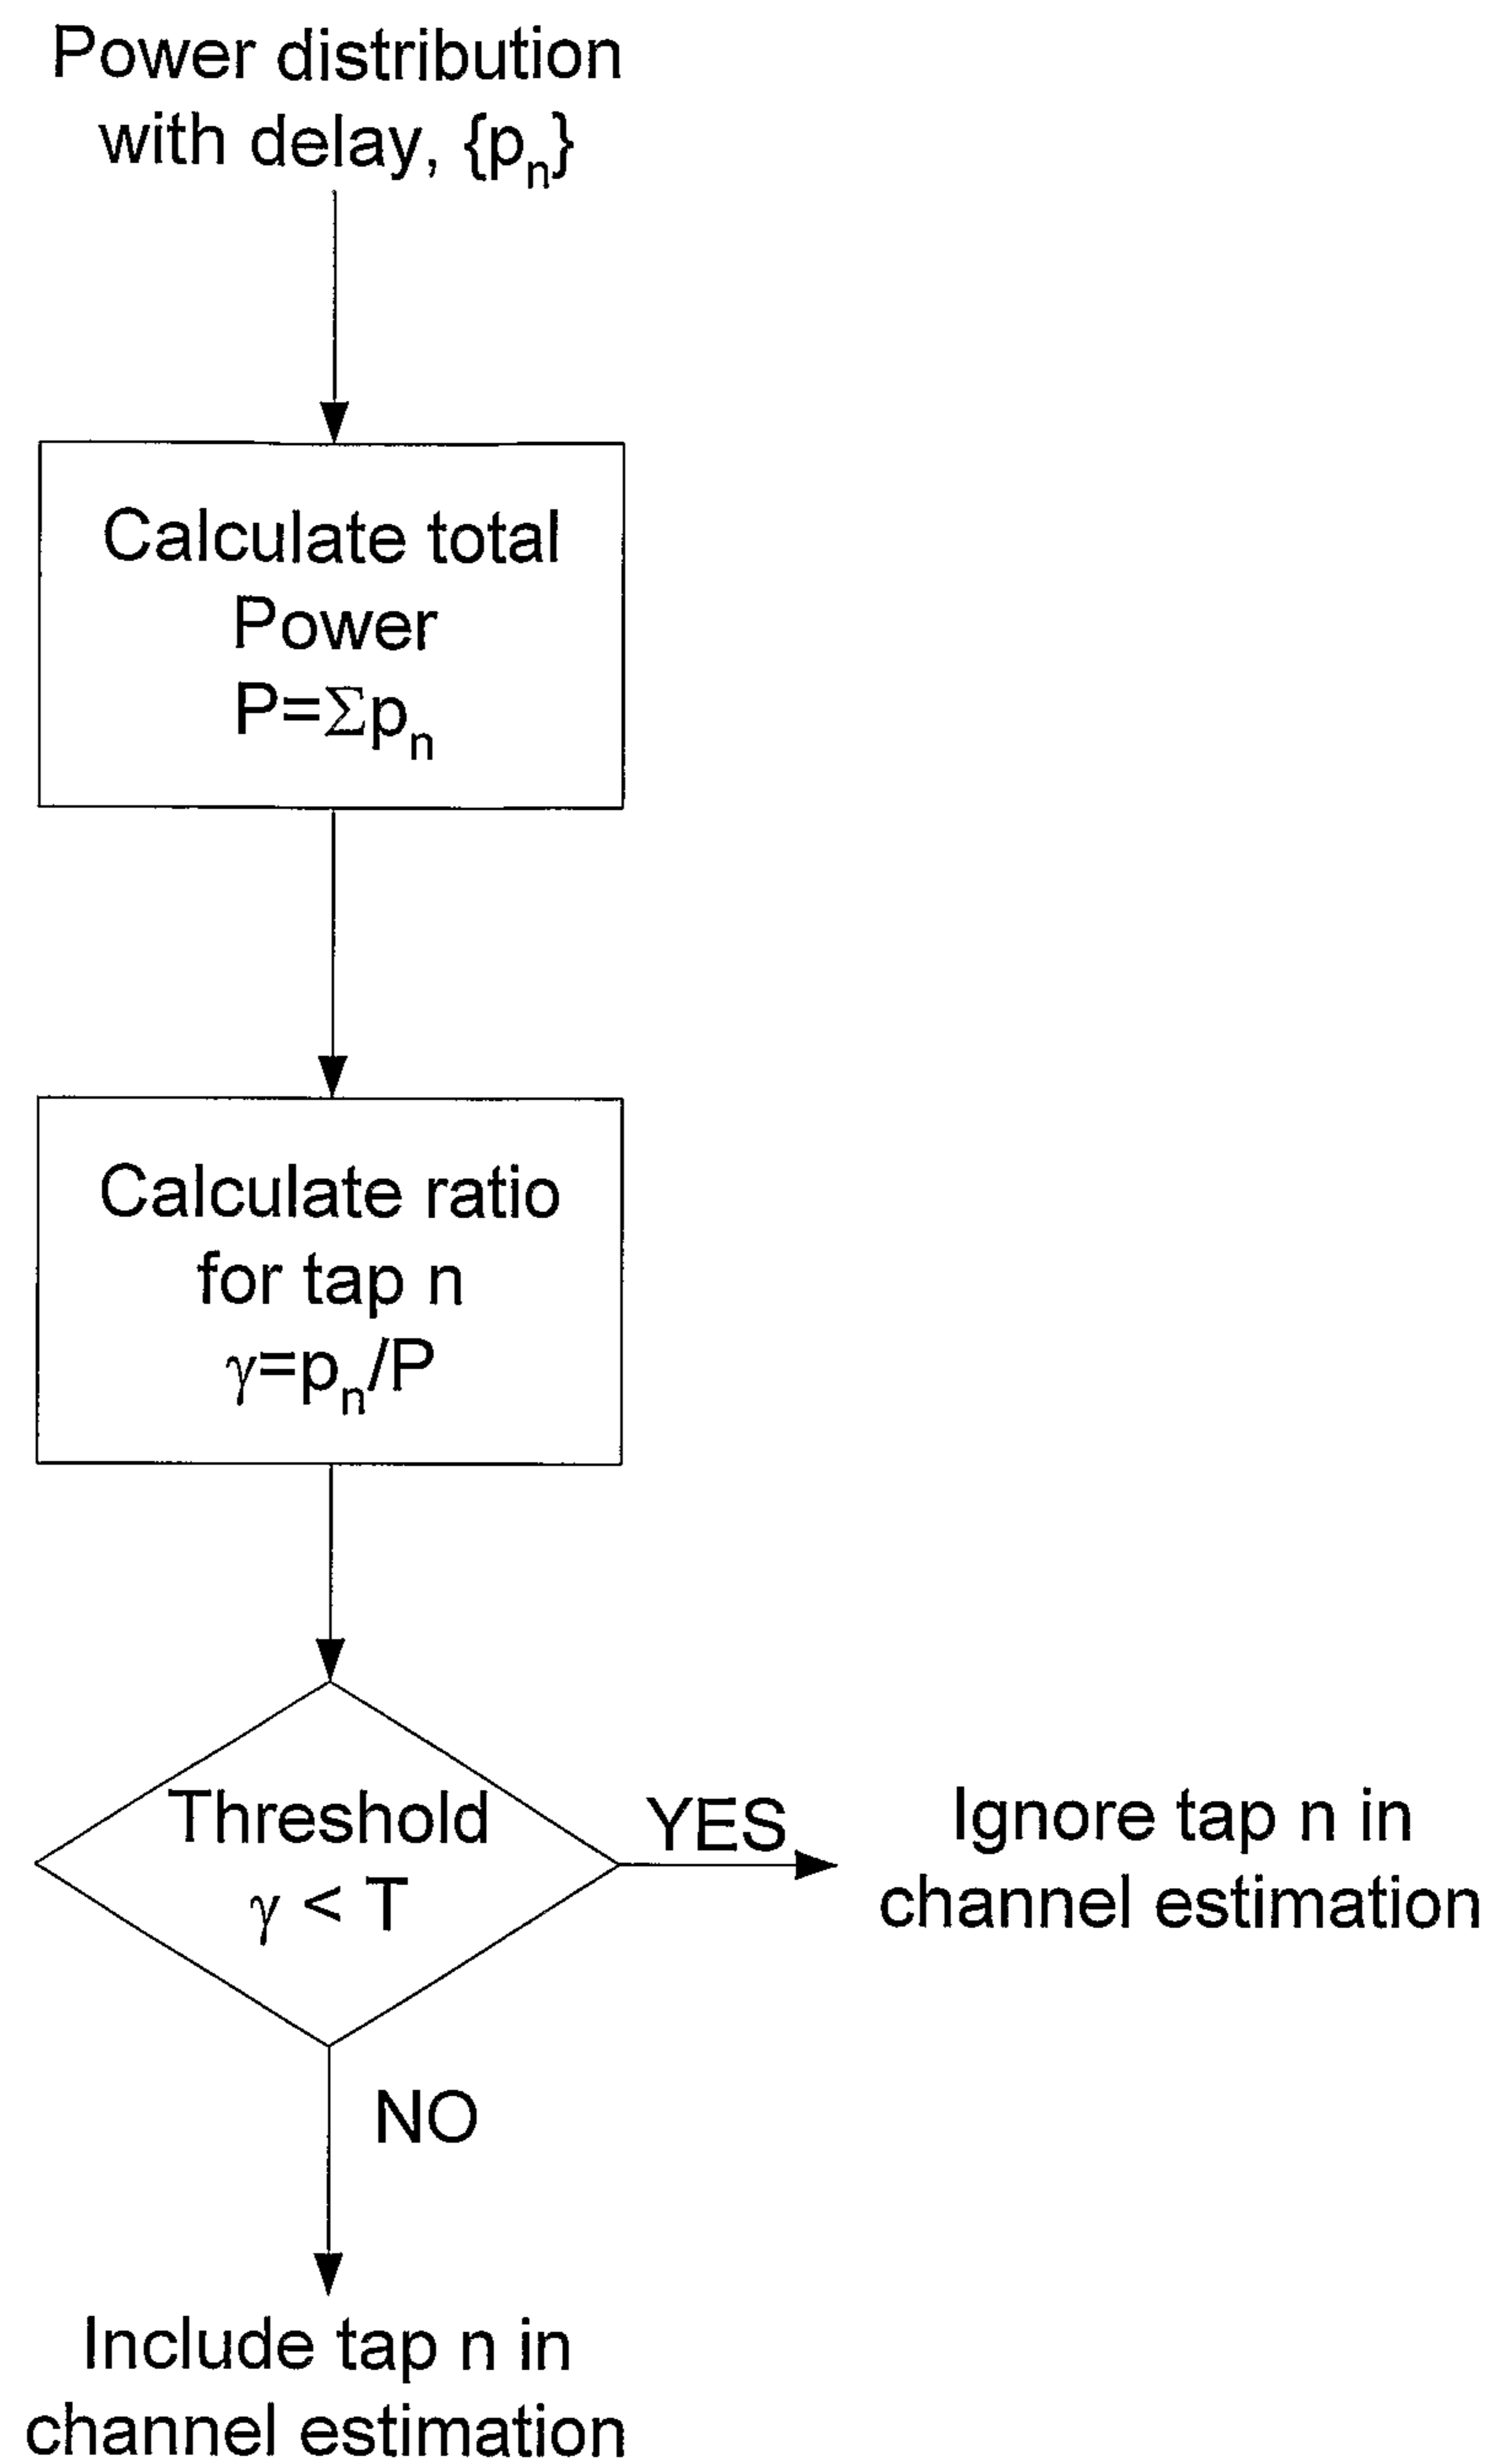 Power distribution
with delay, {pₙ}
Calculate total
Power
P=Σpₙ
Calculate ratio
for tap n
γ=pₙ/P
Threshold
γ < T
YES
Ignore tap n in
channel estimation
NO
Include tap n in
channel estimation